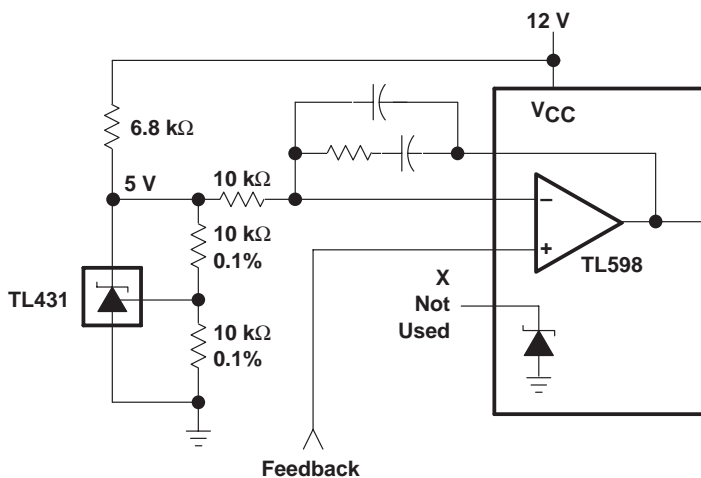 12 V
VCC
6.8 kΩ
5 V
10 kΩ
10 kΩ
0.1%
TL431
10 kΩ
0.1%
−
+
TL598
X
Not
Used
Feedback